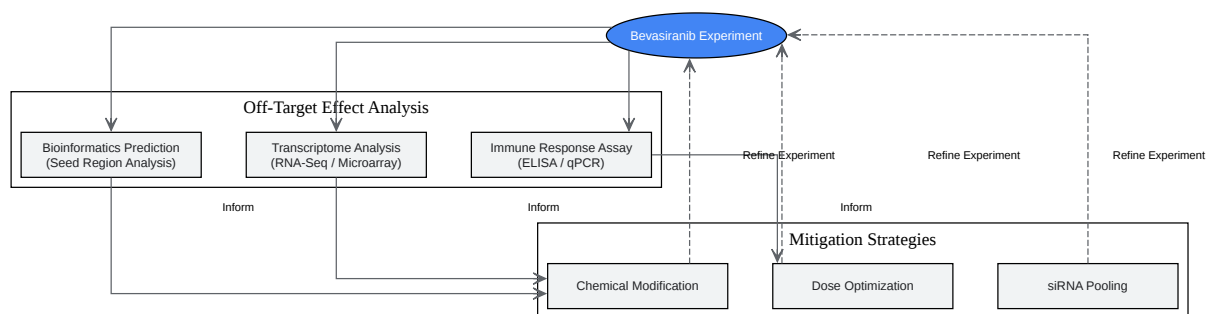 Bevasiranib Experiment
Off-Target Effect Analysis
Bioinformatics Prediction
(Seed Region Analysis)
Transcriptome Analysis
(RNA-Seq / Microarray)
Immune Response Assay
(ELISA / qPCR)
Refine Experiment
Refine Experiment
Refine Experiment
Inform
Inform
Inform
Mitigation Strategies
Chemical Modification
Dose Optimization
siRNA Pooling